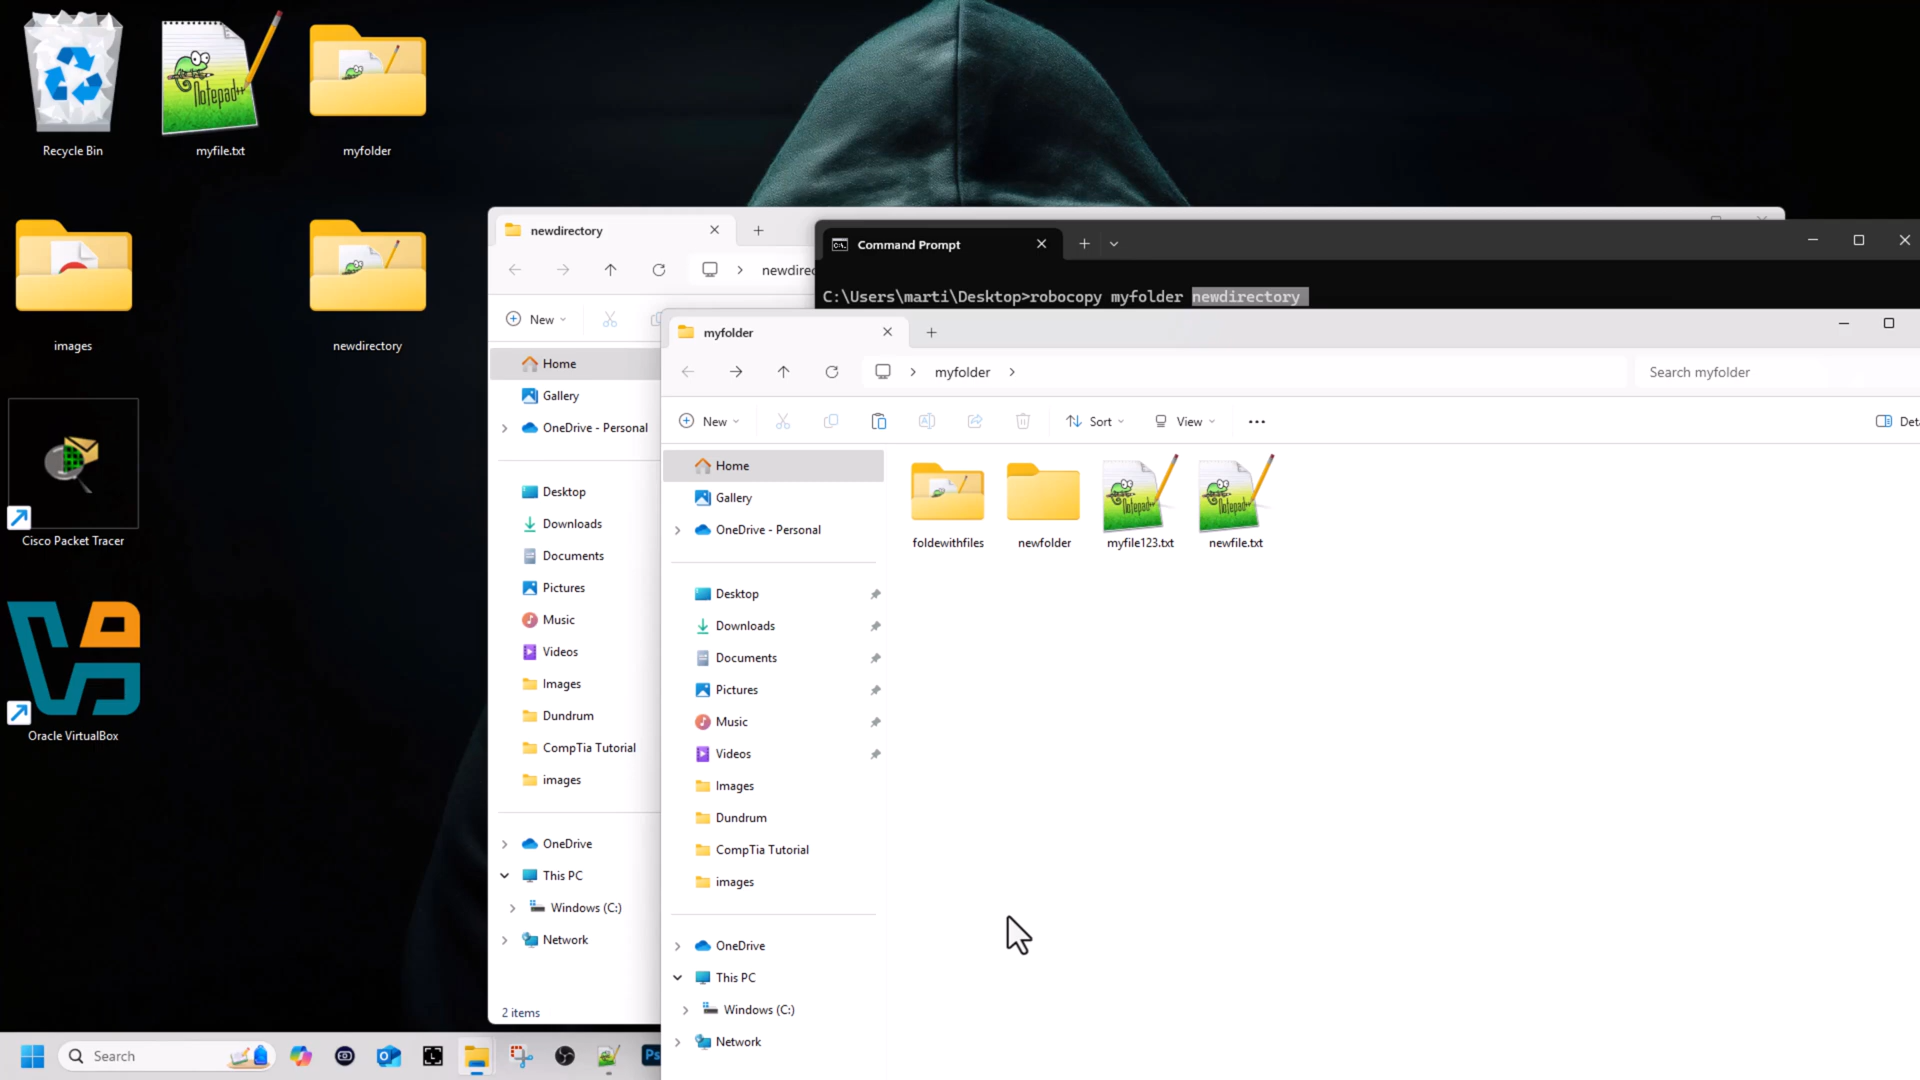 Recycle Bin
myfile.txt
myfolder
images
newdirectory
Cisco Packet Tracer
Oracle VirtualBox
newdirectory
newdirec
New
Home
Gallery
OneDrive - Personal
Desktop
Downloads
Documents
Pictures
Music
Videos
Images
Dundrum
CompTia Tutorial
images
OneDrive
This PC
Windows (C:)
Network
2 items
Command Prompt
C:\Users\marti\Desktop>robocopy myfolder newdirectory
myfolder
myfolder
Search myfolder
New
Sort
View
Deta
Home
Gallery
OneDrive - Personal
Desktop
Downloads
Documents
Pictures
Music
Videos
Images
Dundrum
CompTia Tutorial
images
OneDrive
This PC
Windows (C:)
Network
foldewithfiles
newfolder
myfile123.txt
newfile.txt
Search
Ps